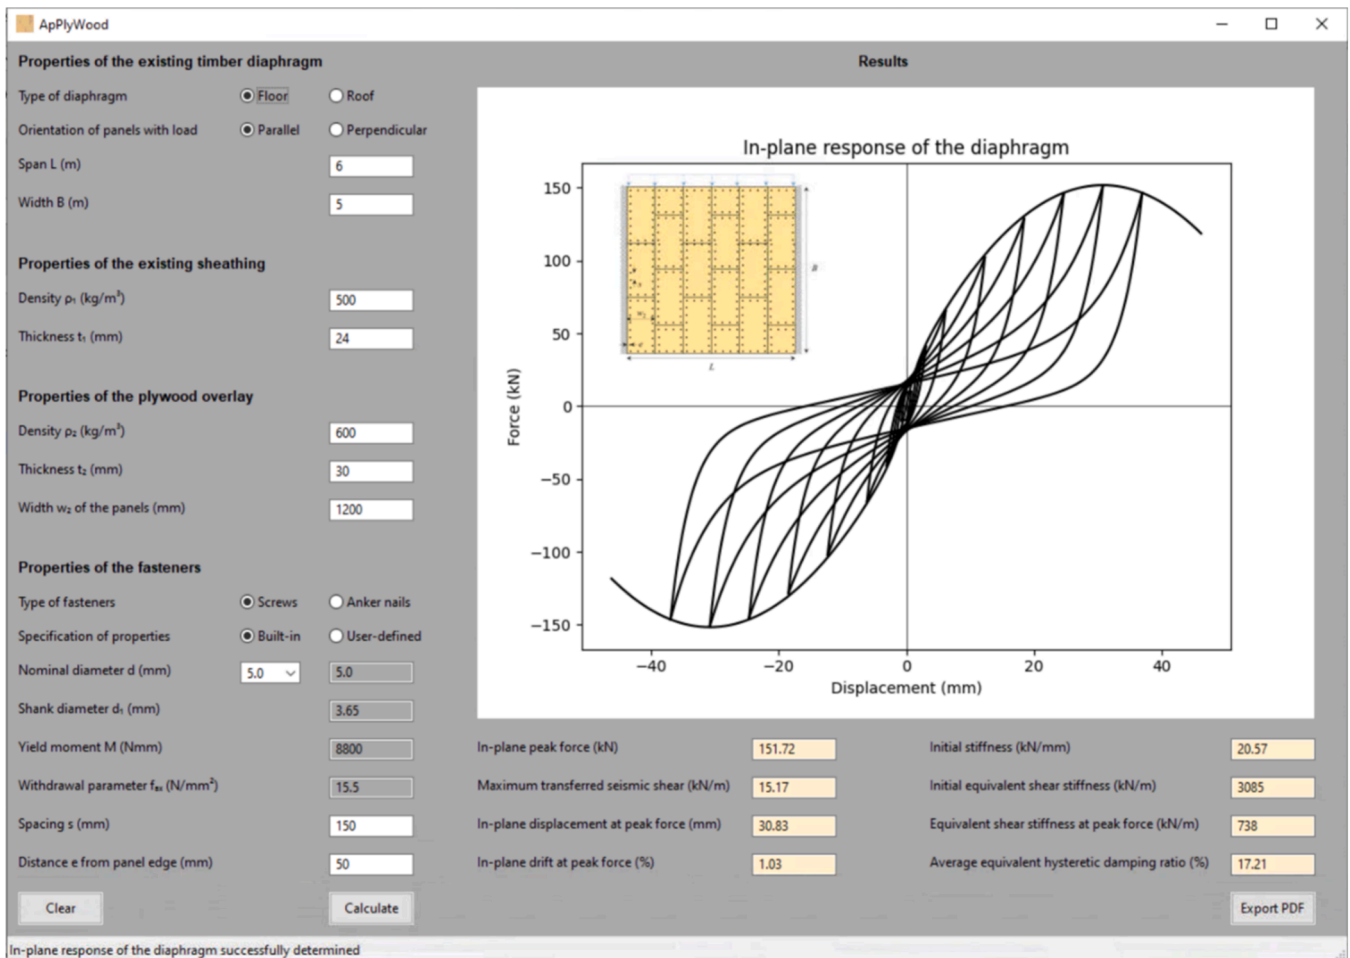 ApPlyWood
Properties of the existing timber diaphragm
Type of diaphragm Floor Roof
Orientation of panels with load Parallel Perpendicular
Span L (m) 6
Width B (m) 5
Properties of the existing sheathing
Density ρ₁ (kg/m³) 500
Thickness t₁ (mm) 24
Properties of the plywood overlay
Density ρ₂ (kg/m³) 600
Thickness t₂ (mm) 30
Width w₂ of the panels (mm) 1200
Properties of the fasteners
Type of fasteners Screws Anker nails
Specification of properties Built-in User-defined
Nominal diameter d (mm) 5.0 5.0
Shank diameter d₁ (mm) 3.65
Yield moment M (Nmm) 8800
Withdrawal parameter fₐₓ (N/mm²) 15.5
Spacing s (mm) 150
Distance e from panel edge (mm) 50
Clear Calculate
Results
In-plane response of the diaphragm
150
100
50
0
−50
−100
−150
Force (kN)
B
L
−40 −20 0 20 40
Displacement (mm)
In-plane peak force (kN) 151.72
Maximum transferred seismic shear (kN/m) 15.17
In-plane displacement at peak force (mm) 30.83
In-plane drift at peak force (%) 1.03
Initial stiffness (kN/mm) 20.57
Initial equivalent shear stiffness (kN/m) 3085
Equivalent shear stiffness at peak force (kN/m) 738
Average equivalent hysteretic damping ratio (%) 17.21
Export PDF
In-plane response of the diaphragm successfully determined